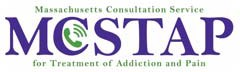 Massachusetts Consultation Service
MCSTAP
for Treatment of Addiction and Pain